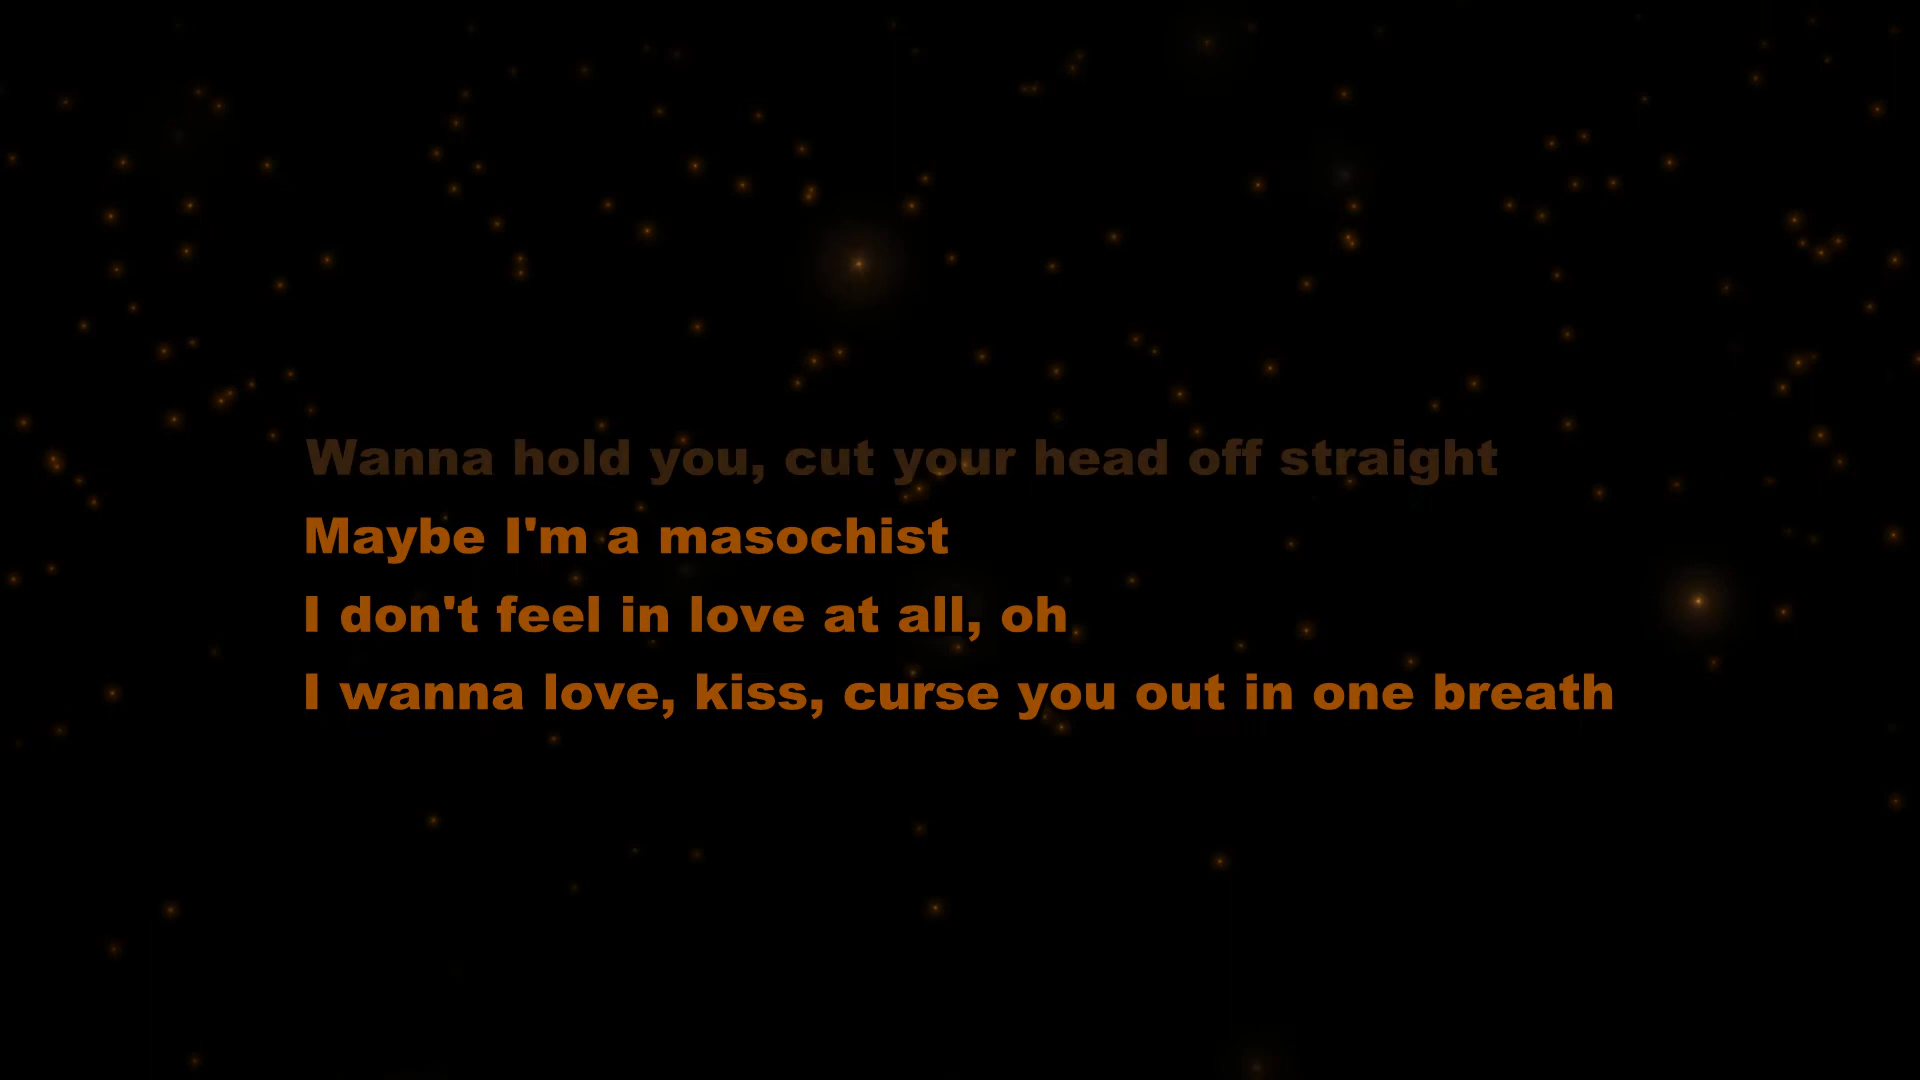 Wanna hold you, cut your head off straight
Maybe I'm a masochist
I don't feel in love at all, oh
I wanna love, kiss, curse you out in one breath